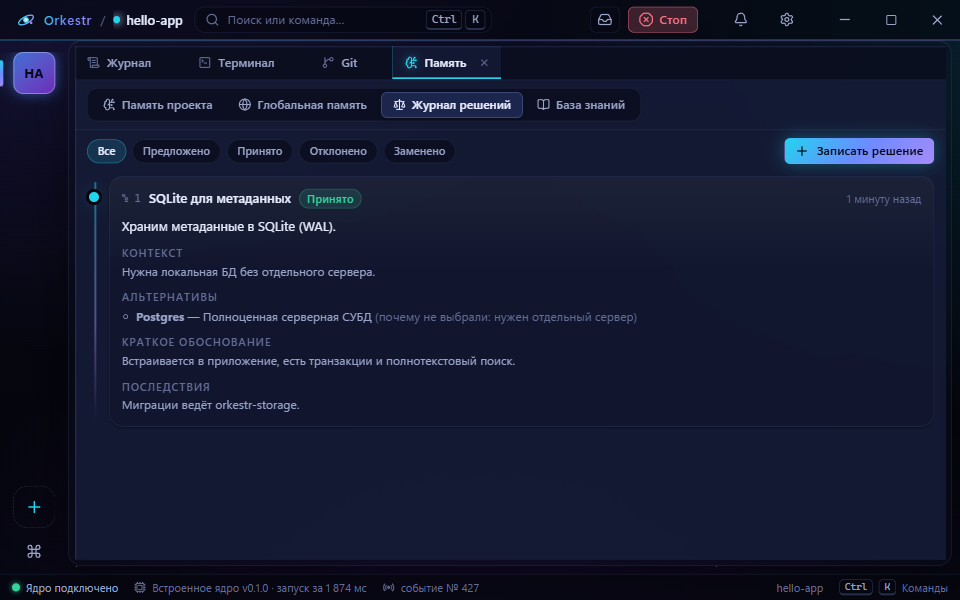 Orkestr / hello-app Поиск или команда... Ctrl K Стоп
HA
Журнал Терминал Git Память
Память проекта Глобальная память Журнал решений База знаний
Все Предложено Принято Отклонено Заменено + Записать решение
1 SQLite для метаданных Принято 1 минуту назад
Храним метаданные в SQLite (WAL).
КОНТЕКСТ
Нужна локальная БД без отдельного сервера.
АЛЬТЕРНАТИВЫ
Postgres — Полноценная серверная СУБД (почему не выбрали: нужен отдельный сервер)
КРАТКОЕ ОБОСНОВАНИЕ
Встраивается в приложение, есть транзакции и полнотекстовый поиск.
ПОСЛЕДСТВИЯ
Миграции ведёт orkestr-storage.
Ядро подключено Встроенное ядро v0.1.0 · запуск за 1 874 мс событие № 427 hello-app Ctrl K Команды